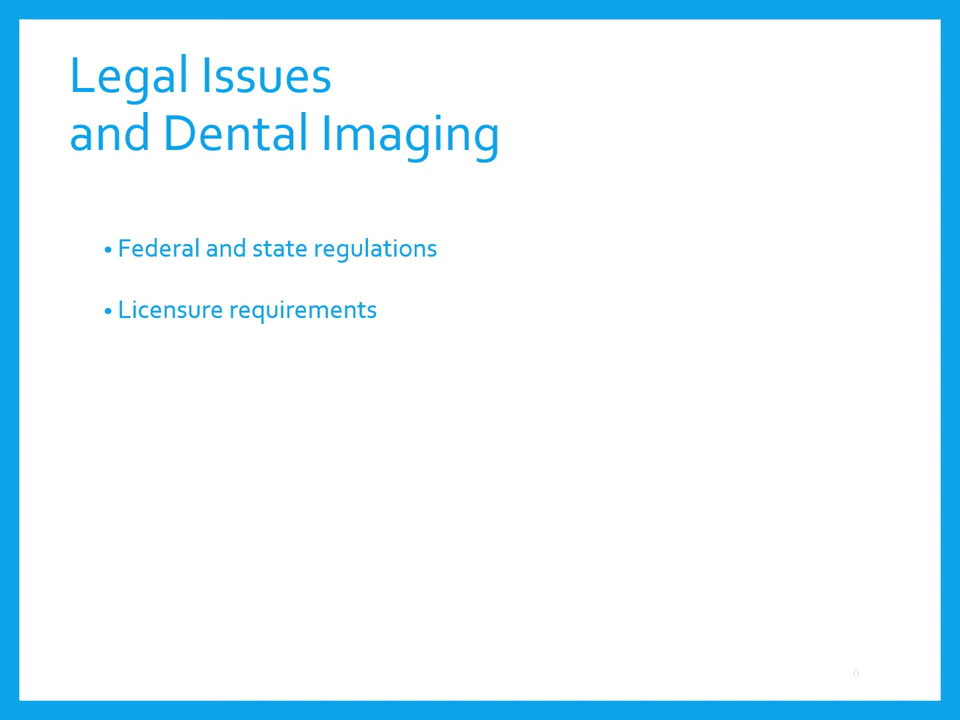 Legal Issues
and Dental Imaging
• Federal and state regulations
• Licensure requirements
6